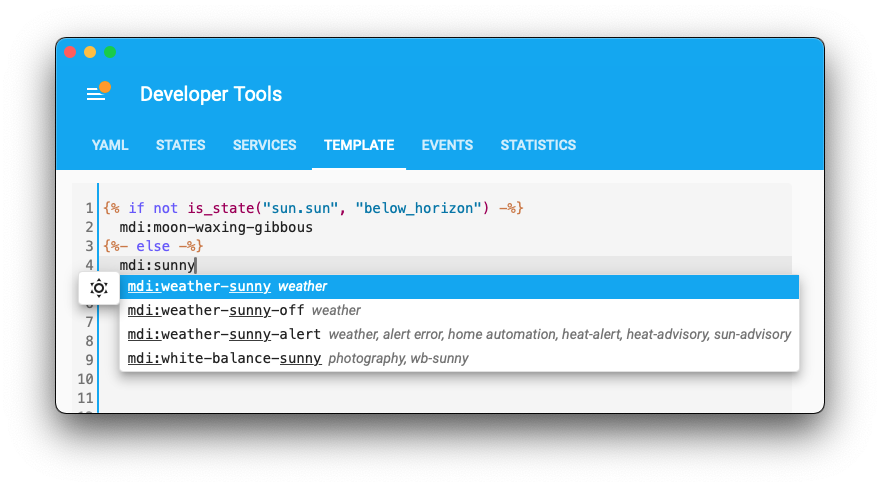 Developer Tools
YAML STATES SERVICES TEMPLATE EVENTS STATISTICS
1 {% if not is_state("sun.sun", "below_horizon") -%}
2 mdi:moon-waxing-gibbous
3 {%- else -%}
4 mdi:sunny
mdi:weather-sunny weather
mdi:weather-sunny-off weather
7
mdi:weather-sunny-alert weather, alert error, home automation, heat-alert, heat-advisory, sun-advisory
8
mdi:white-balance-sunny photography, wb-sunny
9
10
11